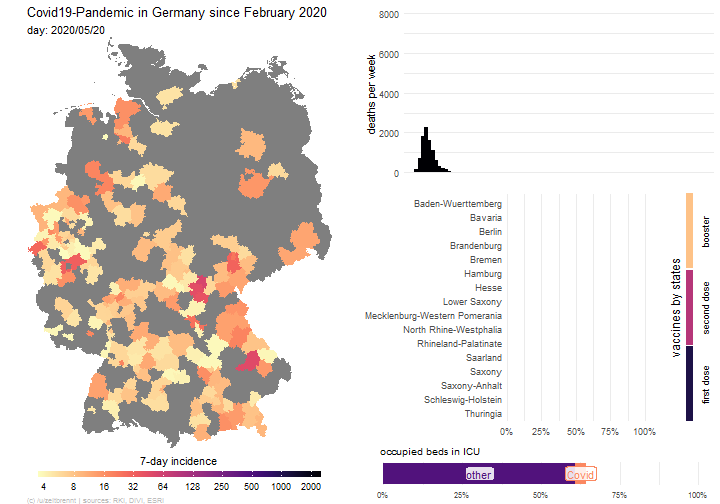 Covid19-Pandemic in Germany since February 2020
day: 2020/05/20
7-day incidence
4 8 16 32 64 128 250 500 1000 2000
(c) /u/zeitbrennt | sources: RKI, DIVI, ESRI
deaths per week
8000
6000
4000
2000
0
Baden-Wuerttemberg
Bavaria
Berlin
Brandenburg
Bremen
Hamburg
Hesse
Lower Saxony
Mecklenburg-Western Pomerania
North Rhine-Westphalia
Rhineland-Palatinate
Saarland
Saxony
Saxony-Anhalt
Schleswig-Holstein
Thuringia
0% 25% 50% 75% 100%
vaccines by states
booster
second dose
first dose
occupied beds in ICU
other
Covid
0% 25% 50% 75% 100%